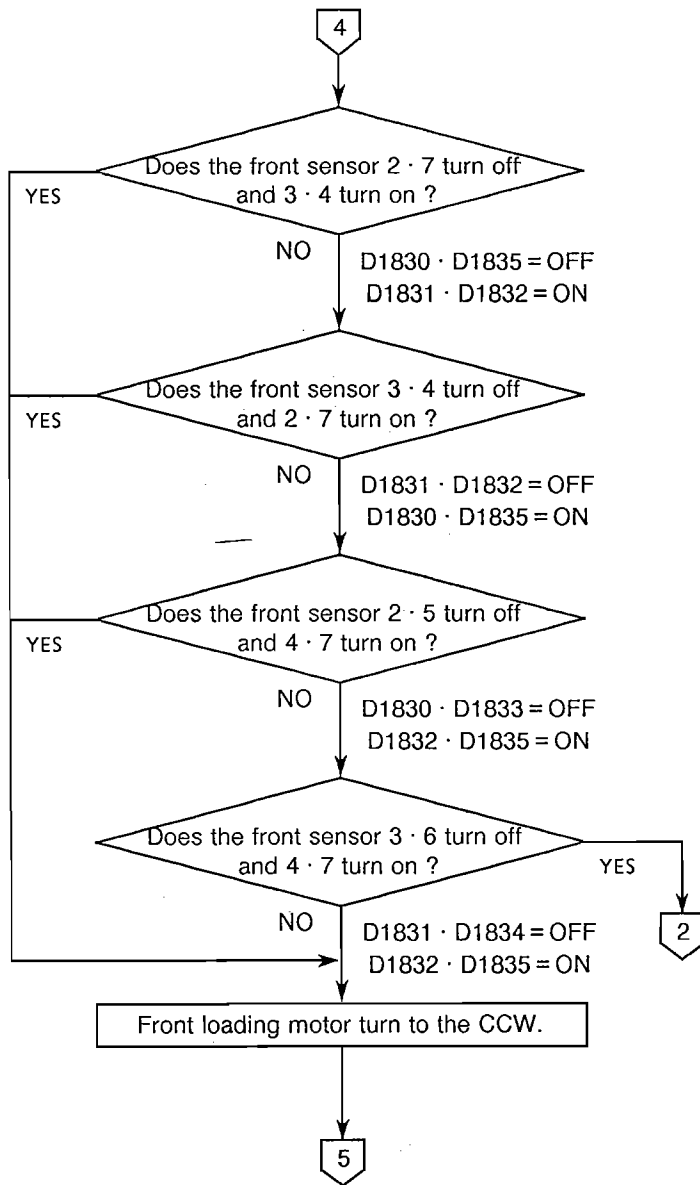 4
Does the front sensor 2 · 7 turn off
and 3 · 4 turn on ?
YES
NO
D1830 · D1835 = OFF
D1831 · D1832 = ON
Does the front sensor 3 · 4 turn off
and 2 · 7 turn on ?
YES
NO
D1831 · D1832 = OFF
D1830 · D1835 = ON
Does the front sensor 2 · 5 turn off
and 4 · 7 turn on ?
YES
NO
D1830 · D1833 = OFF
D1832 · D1835 = ON
Does the front sensor 3 · 6 turn off
and 4 · 7 turn on ?
YES
2
NO
D1831 · D1834 = OFF
D1832 · D1835 = ON
Front loading motor turn to the CCW.
5